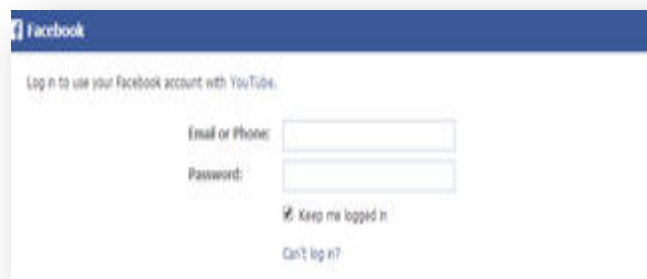 Facebook
Log in to use your Facebook account with YouTube.
Email or Phone:
Password:
Keep me logged in
Can't log in?